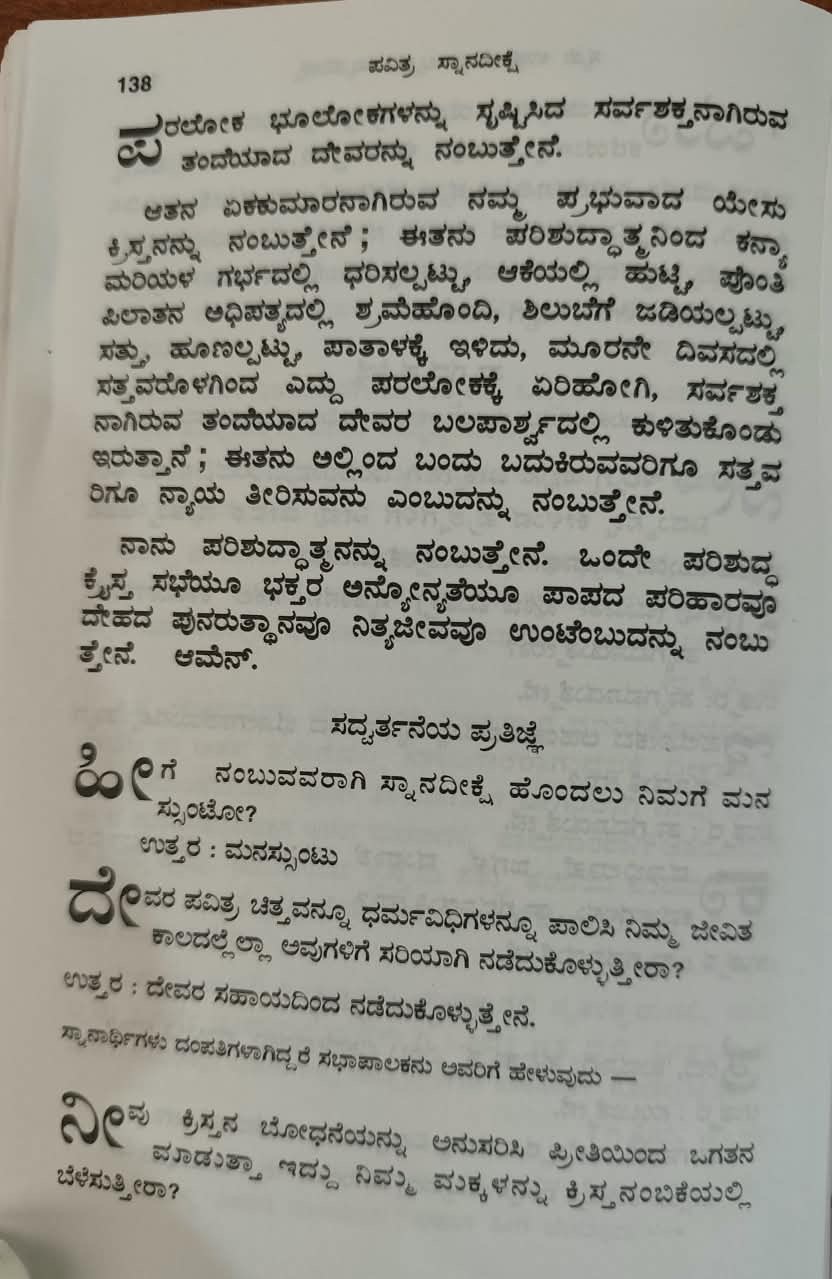 138
ಪವಿತ್ರ ಸ್ನಾನದೀಕ್ಷೆ
ಪರಲೋಕ ಭೂಲೋಕಗಳನ್ನು ಸೃಷ್ಟಿಸಿದ ಸರ್ವಶಕ್ತನಾಗಿರುವ
ತಂದೆಯಾದ ದೇವರನ್ನು ನಂಬುತ್ತೇನೆ.
ಆತನ ಏಕಕುಮಾರನಾಗಿರುವ ನಮ್ಮ ಪ್ರಭುವಾದ ಯೇಸು
ಕ್ರಿಸ್ತನನ್ನು ನಂಬುತ್ತೇನೆ; ಈತನು ಪರಿಶುದ್ಧಾತ್ಮನಿಂದ ಕನ್ಯಾ
ಮರಿಯಳ ಗರ್ಭದಲ್ಲಿ ಧರಿಸಲ್ಪಟ್ಟು, ಆಕೆಯಲ್ಲಿ ಹುಟ್ಟಿ, ಪೊಂತಿ
ಪಿಲಾತನ ಅಧಿಪತ್ಯದಲ್ಲಿ ಶ್ರಮೆಹೊಂದಿ, ಶಿಲುಬೆಗೆ ಜಡಿಯಲ್ಪಟ್ಟು,
ಸತ್ತು, ಹೂಣಲ್ಪಟ್ಟು, ಪಾತಾಳಕ್ಕೆ ಇಳಿದು, ಮೂರನೇ ದಿವಸದಲ್ಲಿ
ಸತ್ತವರೊಳಗಿಂದ ಎದ್ದು ಪರಲೋಕಕ್ಕೆ ಏರಿಹೋಗಿ, ಸರ್ವಶಕ್ತ
ನಾಗಿರುವ ತಂದೆಯಾದ ದೇವರ ಬಲಪಾರ್ಶ್ವದಲ್ಲಿ ಕುಳಿತುಕೊಂಡು
ಇರುತ್ತಾನೆ; ಈತನು ಅಲ್ಲಿಂದ ಬಂದು ಬದುಕಿರುವವರಿಗೂ ಸತ್ತವ
ರಿಗೂ ನ್ಯಾಯ ತೀರಿಸುವನು ಎಂಬುದನ್ನು ನಂಬುತ್ತೇನೆ.
ನಾನು ಪರಿಶುದ್ಧಾತ್ಮನನ್ನು ನಂಬುತ್ತೇನೆ. ಒಂದೇ ಪರಿಶುದ್ಧ
ಕ್ರೈಸ್ತ ಸಭೆಯೂ ಭಕ್ತರ ಅನ್ಯೋನ್ಯತೆಯೂ ಪಾಪದ ಪರಿಹಾರವೂ
ದೇಹದ ಪುನರುತ್ಥಾನವೂ ನಿತ್ಯಜೀವವೂ ಉಂಟೆಂಬುದನ್ನು ನಂಬು
ತ್ತೇನೆ. ಆಮೆನ್.
ಸದ್ವರ್ತನೆಯ ಪ್ರತಿಜ್ಞೆ
ಹೀಗೆ ನಂಬುವವರಾಗಿ ಸ್ನಾನದೀಕ್ಷೆ ಹೊಂದಲು ನಿಮಗೆ ಮನ
ಸ್ಸುಂಟೋ?
ಉತ್ತರ : ಮನಸ್ಸುಂಟು
ದೇವರ ಪವಿತ್ರ ಚಿತ್ತವನ್ನೂ ಧರ್ಮವಿಧಿಗಳನ್ನೂ ಪಾಲಿಸಿ ನಿಮ್ಮ ಜೀವಿತ
ಕಾಲದಲ್ಲೆಲ್ಲಾ ಅವುಗಳಿಗೆ ಸರಿಯಾಗಿ ನಡೆದುಕೊಳ್ಳುತ್ತೀರಾ?
ಉತ್ತರ : ದೇವರ ಸಹಾಯದಿಂದ ನಡೆದುಕೊಳ್ಳುತ್ತೇನೆ.
ಸ್ನಾನಾರ್ಥಿಗಳು ದಂಪತಿಗಳಾಗಿದ್ದರೆ ಸಭಾಪಾಲಕನು ಅವರಿಗೆ ಹೇಳುವುದು —
ನೀವು ಕ್ರಿಸ್ತನ ಬೋಧನೆಯನ್ನು ಅನುಸರಿಸಿ ಪ್ರೀತಿಯಿಂದ ಒಗತನ
ಮಾಡುತ್ತಾ ಇದ್ದು ನಿಮ್ಮ ಮಕ್ಕಳನ್ನು ಕ್ರಿಸ್ತನಂಬಿಕೆಯಲ್ಲಿ
ಬೆಳೆಸುತ್ತೀರಾ?